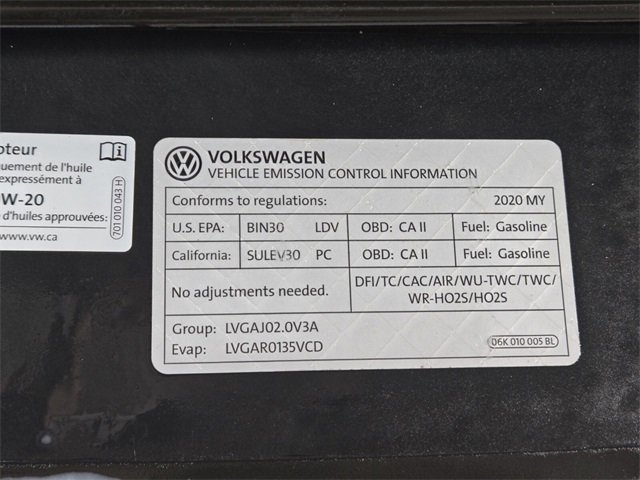 oteur
quement de l'huile
expressément à
W-20
d'huiles approuvées:
www.vw.ca
701 010 043 H
VOLKSWAGEN
VEHICLE EMISSION CONTROL INFORMATION
Conforms to regulations: 2020 MY
U.S. EPA: BIN30 LDV OBD: CA II Fuel: Gasoline
California: SULEV30 PC OBD: CA II Fuel: Gasoline
No adjustments needed. DFI/TC/CAC/AIR/WU-TWC/TWC/
WR-HO2S/HO2S
Group: LVGAJ02.0V3A
Evap: LVGAR0135VCD
06K 010 005 BL